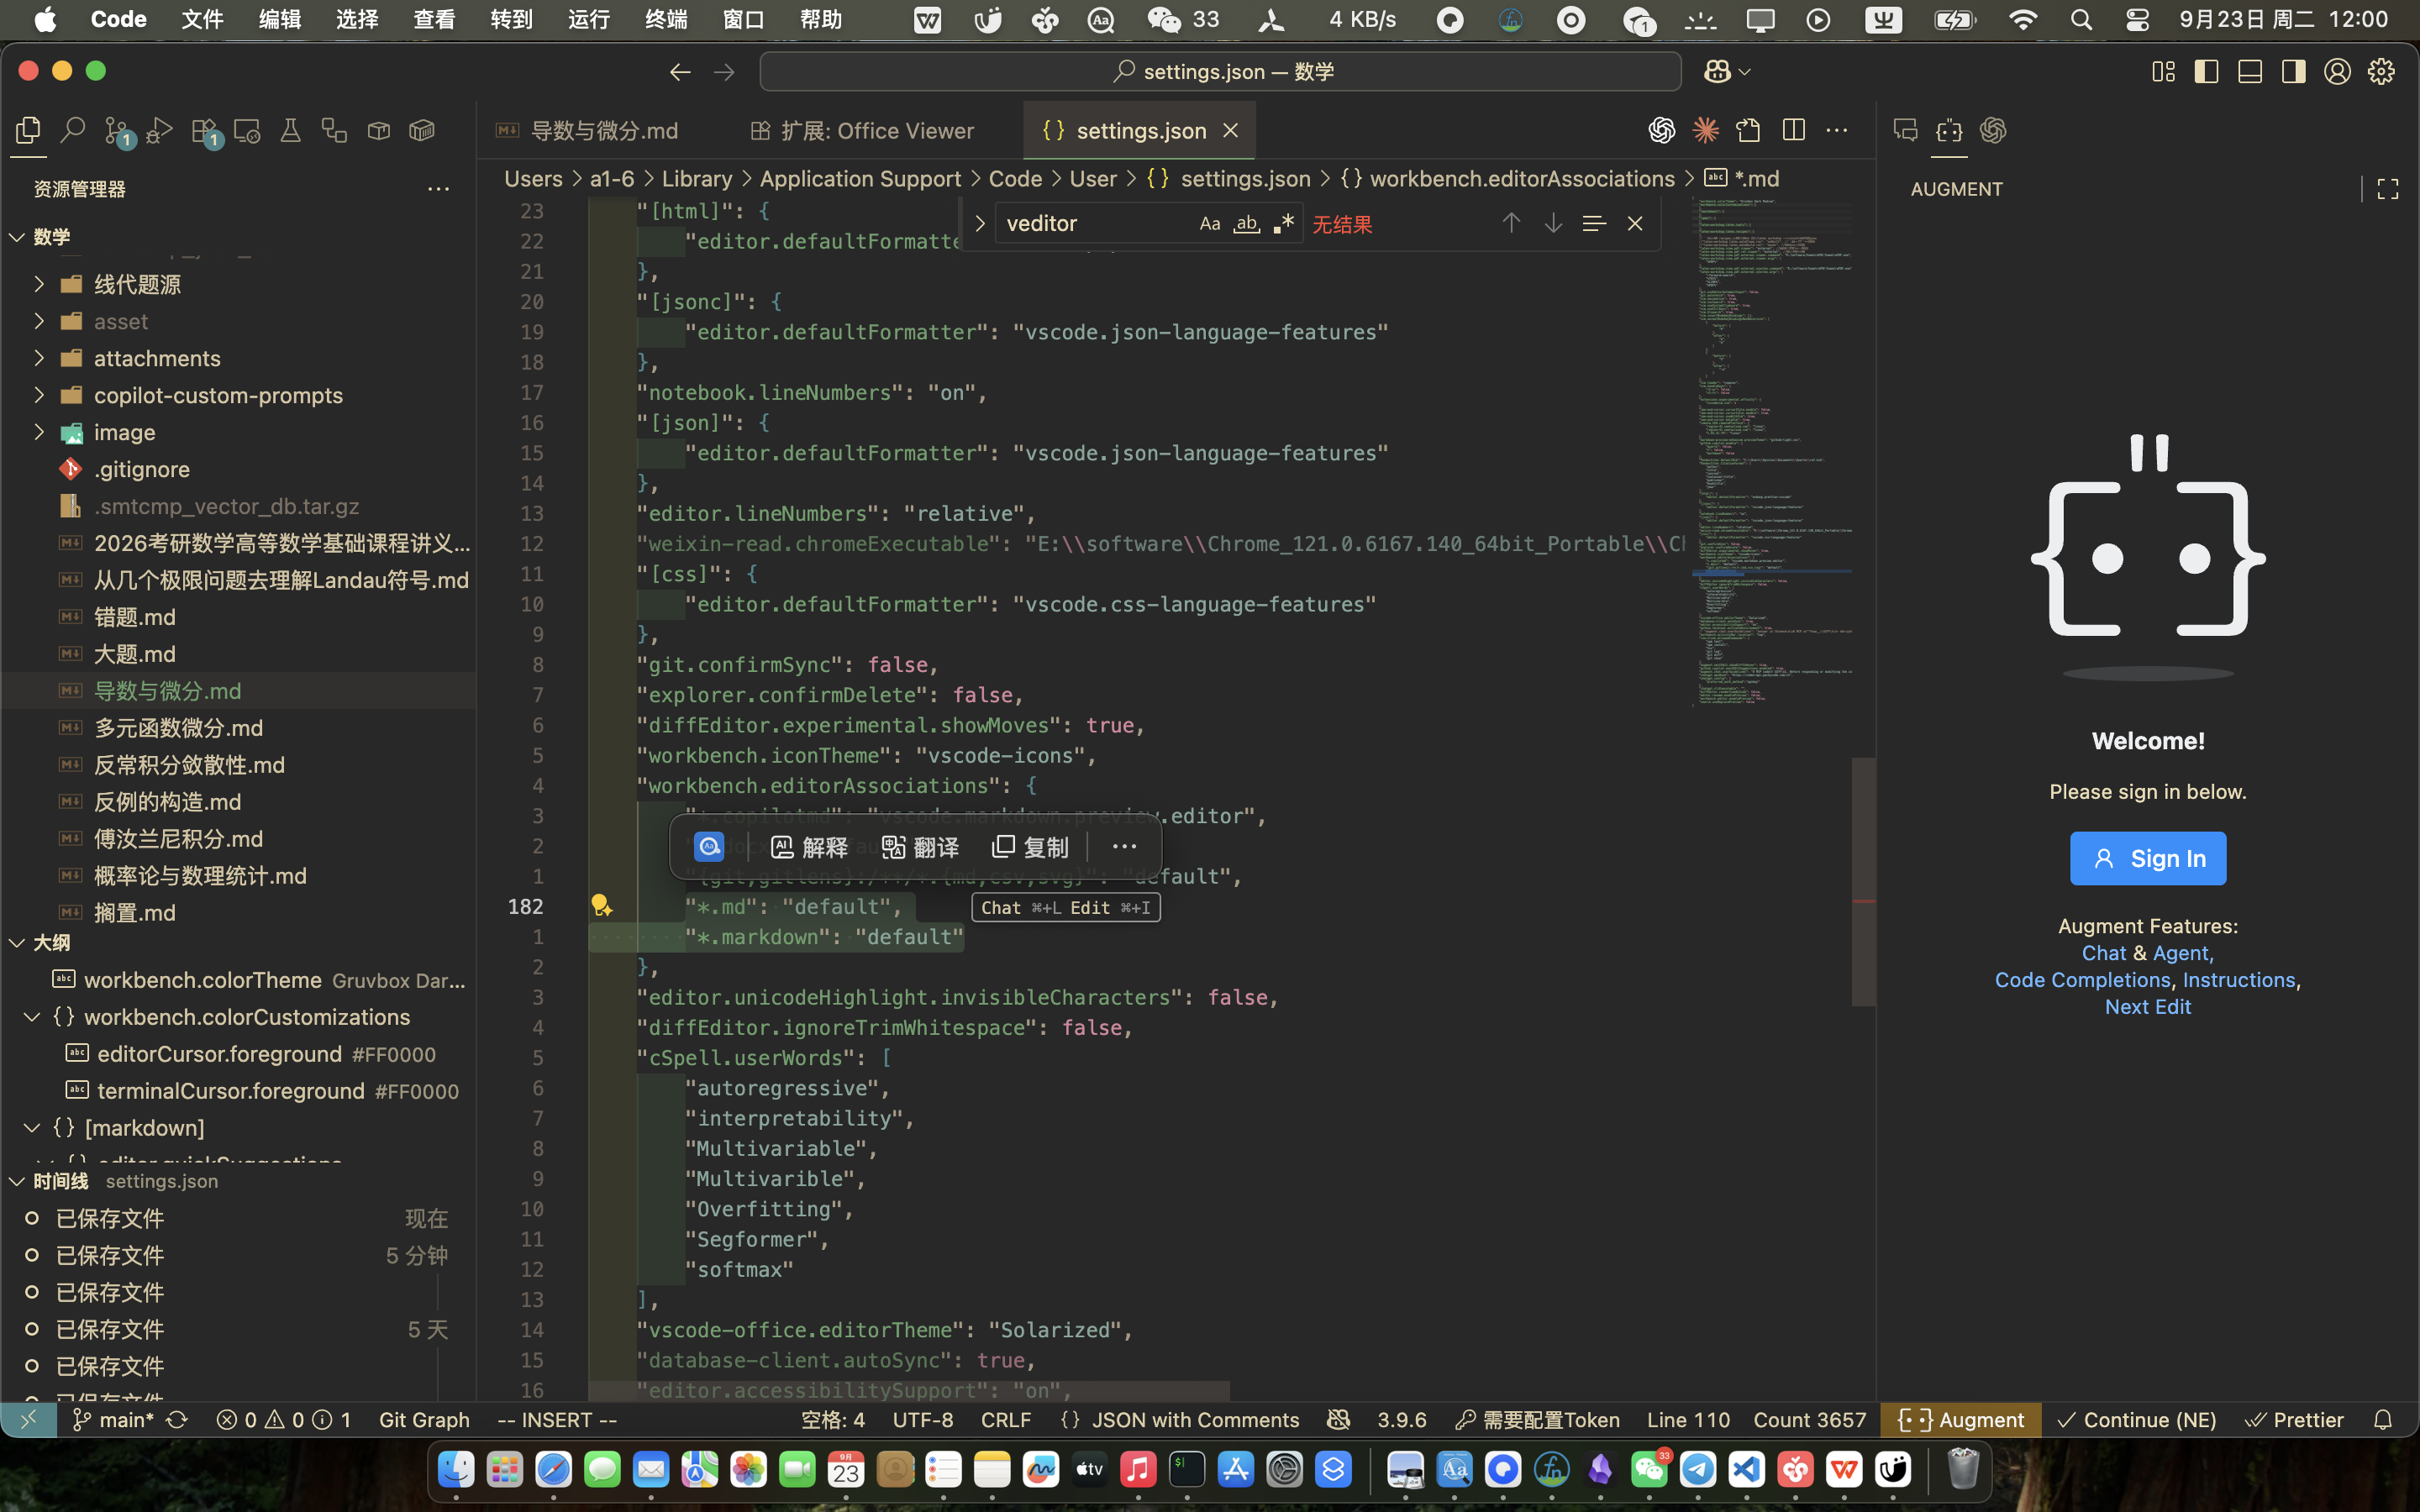 Code 文件 编辑 选择 查看 转到 运行 终端 窗口 帮助 33 4 KB/s 1 9月23日 周二 12:00
settings.json — 数学
导数与微分.md 扩展: Office Viewer {} settings.json
资源管理器
AUGMENT
Users > a1-6 > Library > Application Support > Code > User > {} settings.json > {} workbench.editorAssociations > *.md
veditor Aa ab 无结果
数学
线代题源
asset
attachments
copilot-custom-prompts
image
.gitignore
.smtcmp_vector_db.tar.gz
2026考研数学高等数学基础课程讲义...
从几个极限问题去理解Landau符号.md
错题.md
大题.md
导数与微分.md
多元函数微分.md
反常积分敛散性.md
反例的构造.md
傅汝兰尼积分.md
概率论与数理统计.md
搁置.md
大纲
workbench.colorTheme Gruvbox Dar...
{} workbench.colorCustomizations
editorCursor.foreground #FF0000
terminalCursor.foreground #FF0000
{} [markdown]
时间线 settings.json
已保存文件 现在
已保存文件 5 分钟
已保存文件
已保存文件 5 天
已保存文件
23 "[html]": {
22 "editor.defaultFormatte
21 },
20 "[jsonc]": {
19 "editor.defaultFormatter": "vscode.json-language-features"
18 },
17 "notebook.lineNumbers": "on",
16 "[json]": {
15 "editor.defaultFormatter": "vscode.json-language-features"
14 },
13 "editor.lineNumbers": "relative",
12 "weixin-read.chromeExecutable": "E:\\software\\Chrome_121.0.6167.140_64bit_Portable\\Ch
11 "[css]": {
10 "editor.defaultFormatter": "vscode.css-language-features"
9 },
8 "git.confirmSync": false,
7 "explorer.confirmDelete": false,
6 "diffEditor.experimental.showMoves": true,
5 "workbench.iconTheme": "vscode-icons",
4 "workbench.editorAssociations": {
3 "*.copilotmd": "vscode.markdown.preview.editor",
2
解释 翻译 复制
1 "{git,gitlens}:/**/*.{md,csv,svg}": "default",
182 "*.md": "default",
Chat ⌘+L Edit ⌘+I
1 "*.markdown": "default"
2 },
3 "editor.unicodeHighlight.invisibleCharacters": false,
4 "diffEditor.ignoreTrimWhitespace": false,
5 "cSpell.userWords": [
6 "autoregressive",
7 "interpretability",
8 "Multivariable",
9 "Multivarible",
10 "Overfitting",
11 "Segformer",
12 "softmax"
13 ],
14 "vscode-office.editorTheme": "Solarized",
15 "database-client.autoSync": true,
16 "editor.accessibilitySupport": "on",
Welcome!
Please sign in below.
Sign In
Augment Features:
Chat & Agent,
Code Completions, Instructions,
Next Edit
main* 0 0 1 Git Graph -- INSERT -- 空格: 4 UTF-8 CRLF {} JSON with Comments 3.9.6 需要配置Token Line 110 Count 3657 Augment Continue (NE) Prettier
9月 23 tv 33